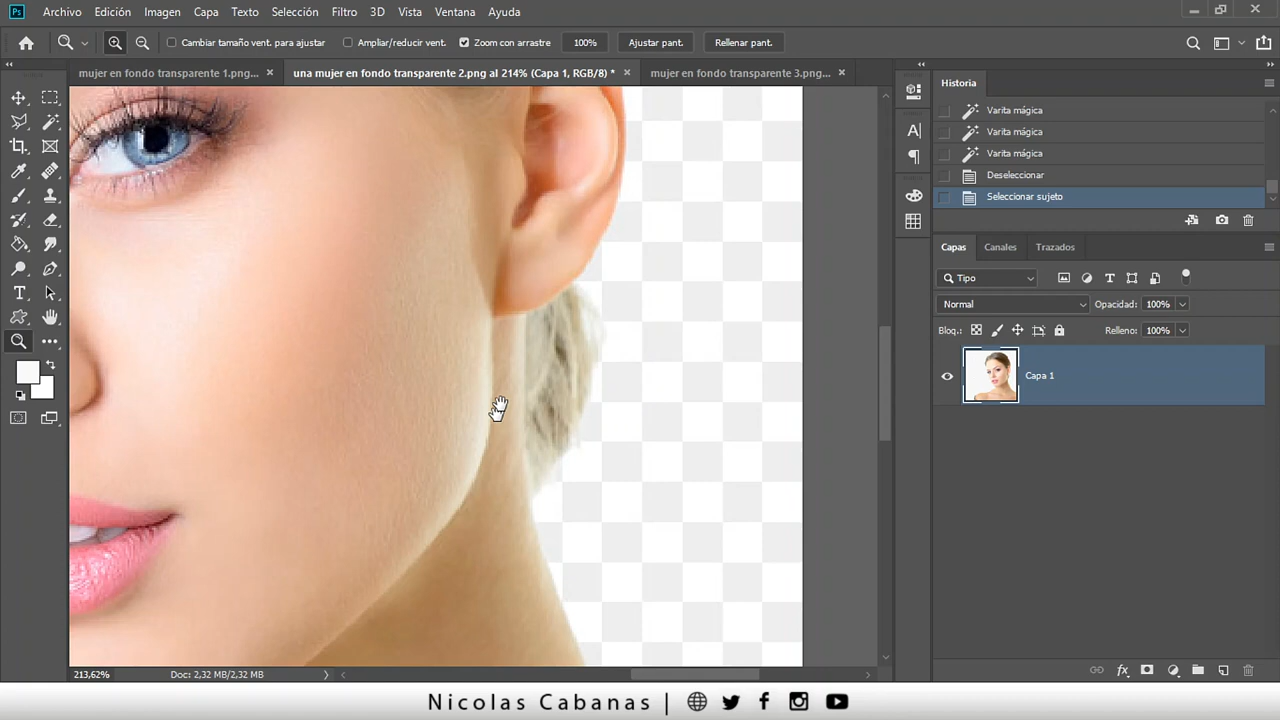 Ps Archivo Edición Imagen Capa Texto Selección Filtro 3D Vista Ventana Ayuda
Cambiar tamaño vent. para ajustar Ampliar/reducir vent. Zoom con arrastre 100% Ajustar pant. Rellenar pant.
mujer en fondo transparente 1.png... una mujer en fondo transparente 2.png al 214% (Capa 1, RGB/8) * mujer en fondo transparente 3.png...
Historia
Varita mágica
Varita mágica
Varita mágica
Deseleccionar
Seleccionar sujeto
Capas Canales Trazados
Tipo
Normal Opacidad: 100%
Bloq.: Relleno: 100%
Capa 1
213,62% Doc: 2,32 MB/2,32 MB
Nicolas Cabanas |